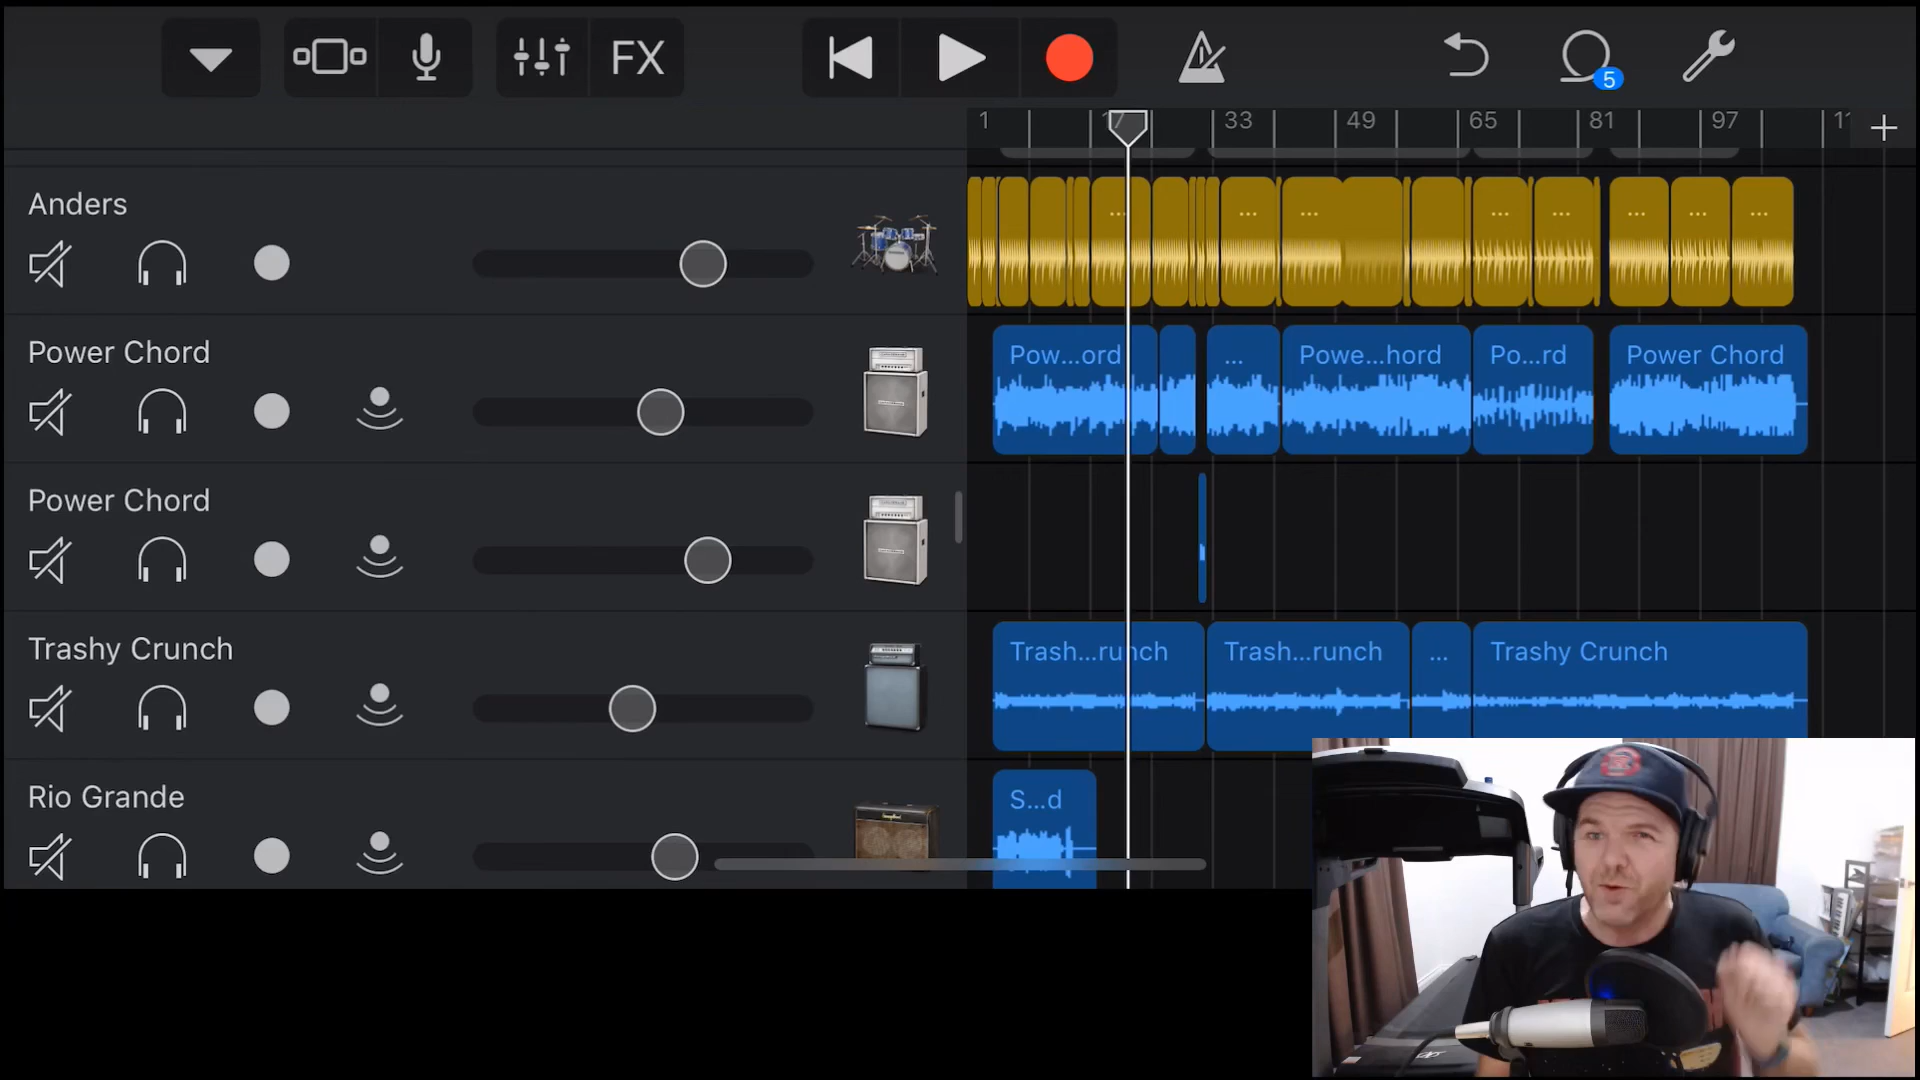 FX
5
1
17
33
49
65
81
97
Anders
...
...
...
...
...
...
...
...
Power Chord
Pow...ord
...
Powe...hord
Po...rd
Power Chord
Power Chord
Trashy Crunch
Trash...runch
Trash...runch
...
Trashy Crunch
Rio Grande
S...d